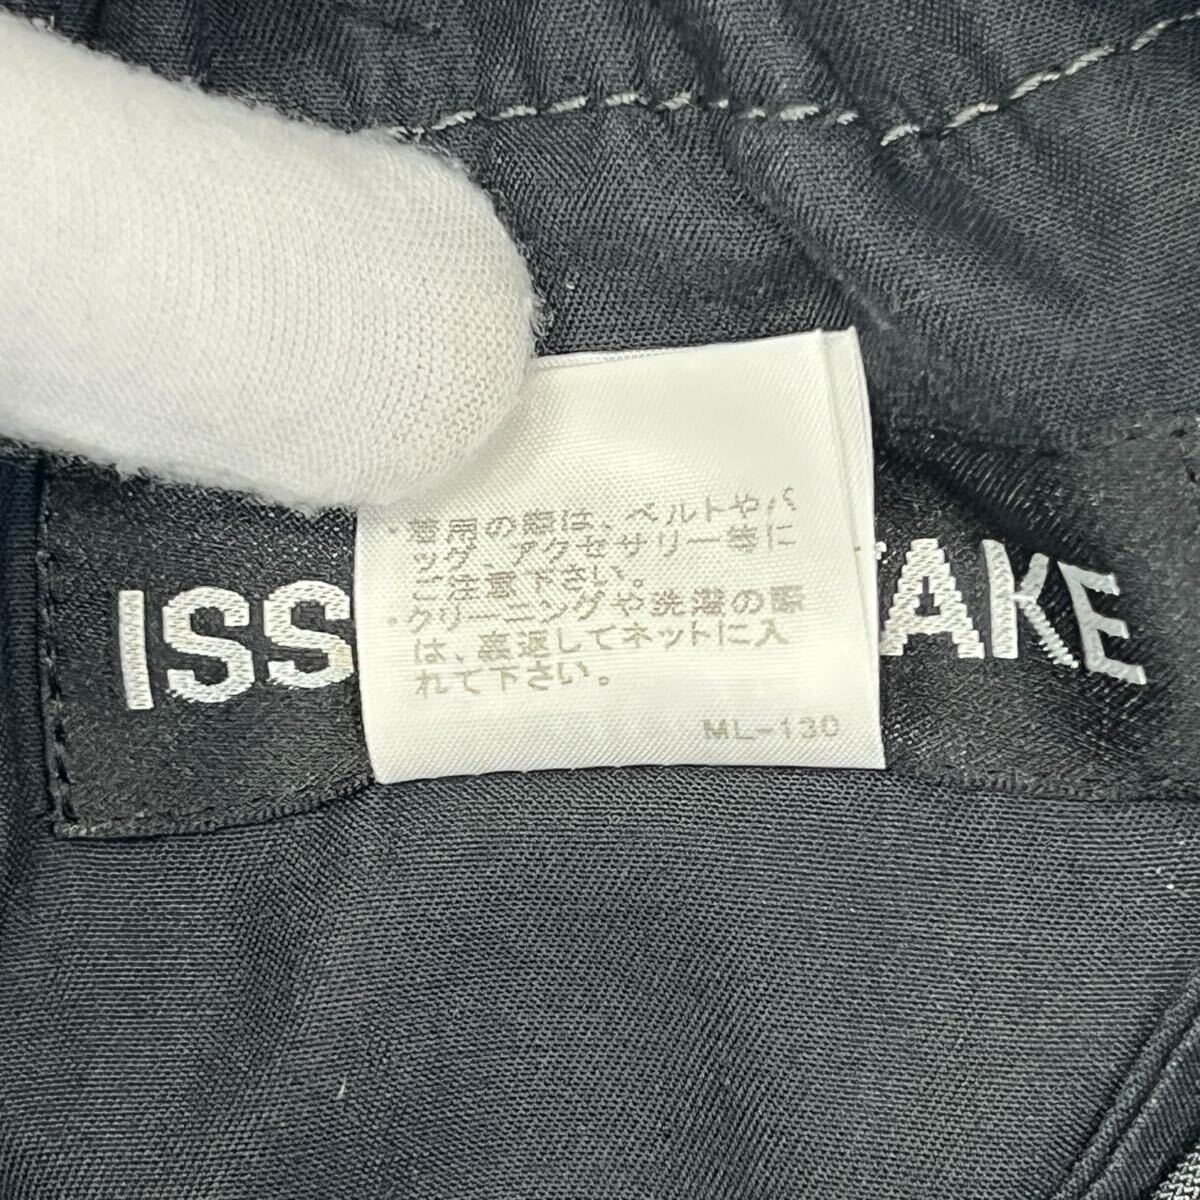 ・着用の際は、ベルトやバ
ッグ、アクセサリー等に
ご注意下さい。
・クリーニングや洗濯の際
は、裏返してネットに入
れて下さい。
ML-130
ISS AKE